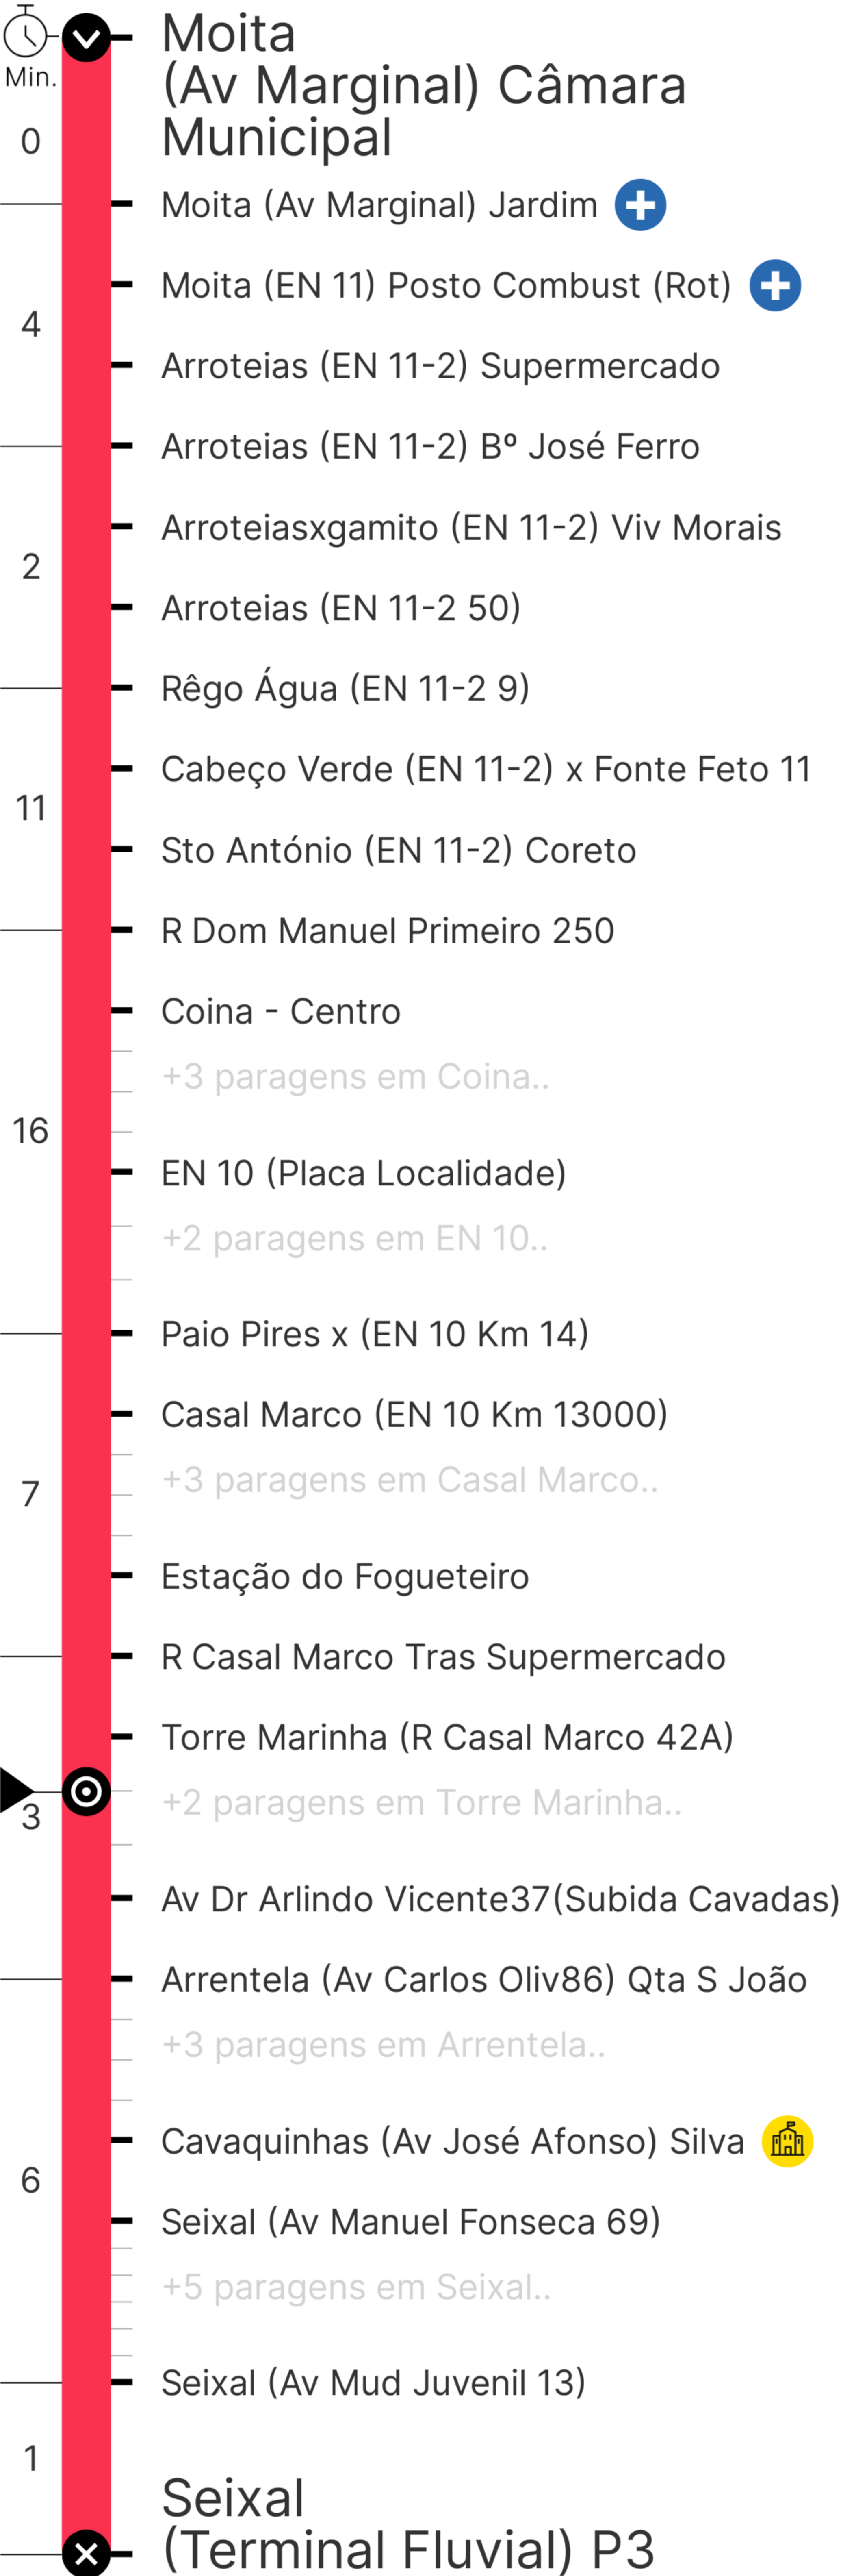 Moita
(Av Marginal) Câmara
Municipal
Min.
0
Moita (Av Marginal) Jardim
Moita (EN 11) Posto Combust (Rot)
4
Arroteias (EN 11-2) Supermercado
Arroteias (EN 11-2) Bº José Ferro
Arroteiasxgamito (EN 11-2) Viv Morais
2
Arroteias (EN 11-2 50)
Rêgo Água (EN 11-2 9)
Cabeço Verde (EN 11-2) x Fonte Feto 11
11
Sto António (EN 11-2) Coreto
R Dom Manuel Primeiro 250
Coina - Centro
+3 paragens em Coina..
16
EN 10 (Placa Localidade)
+2 paragens em EN 10..
Paio Pires x (EN 10 Km 14)
Casal Marco (EN 10 Km 13000)
+3 paragens em Casal Marco..
7
Estação do Fogueteiro
R Casal Marco Tras Supermercado
Torre Marinha (R Casal Marco 42A)
+2 paragens em Torre Marinha..
3
Av Dr Arlindo Vicente37(Subida Cavadas)
Arrentela (Av Carlos Oliv86) Qta S João
+3 paragens em Arrentela..
Cavaquinhas (Av José Afonso) Silva
6
Seixal (Av Manuel Fonseca 69)
+5 paragens em Seixal..
Seixal (Av Mud Juvenil 13)
1
Seixal
(Terminal Fluvial) P3